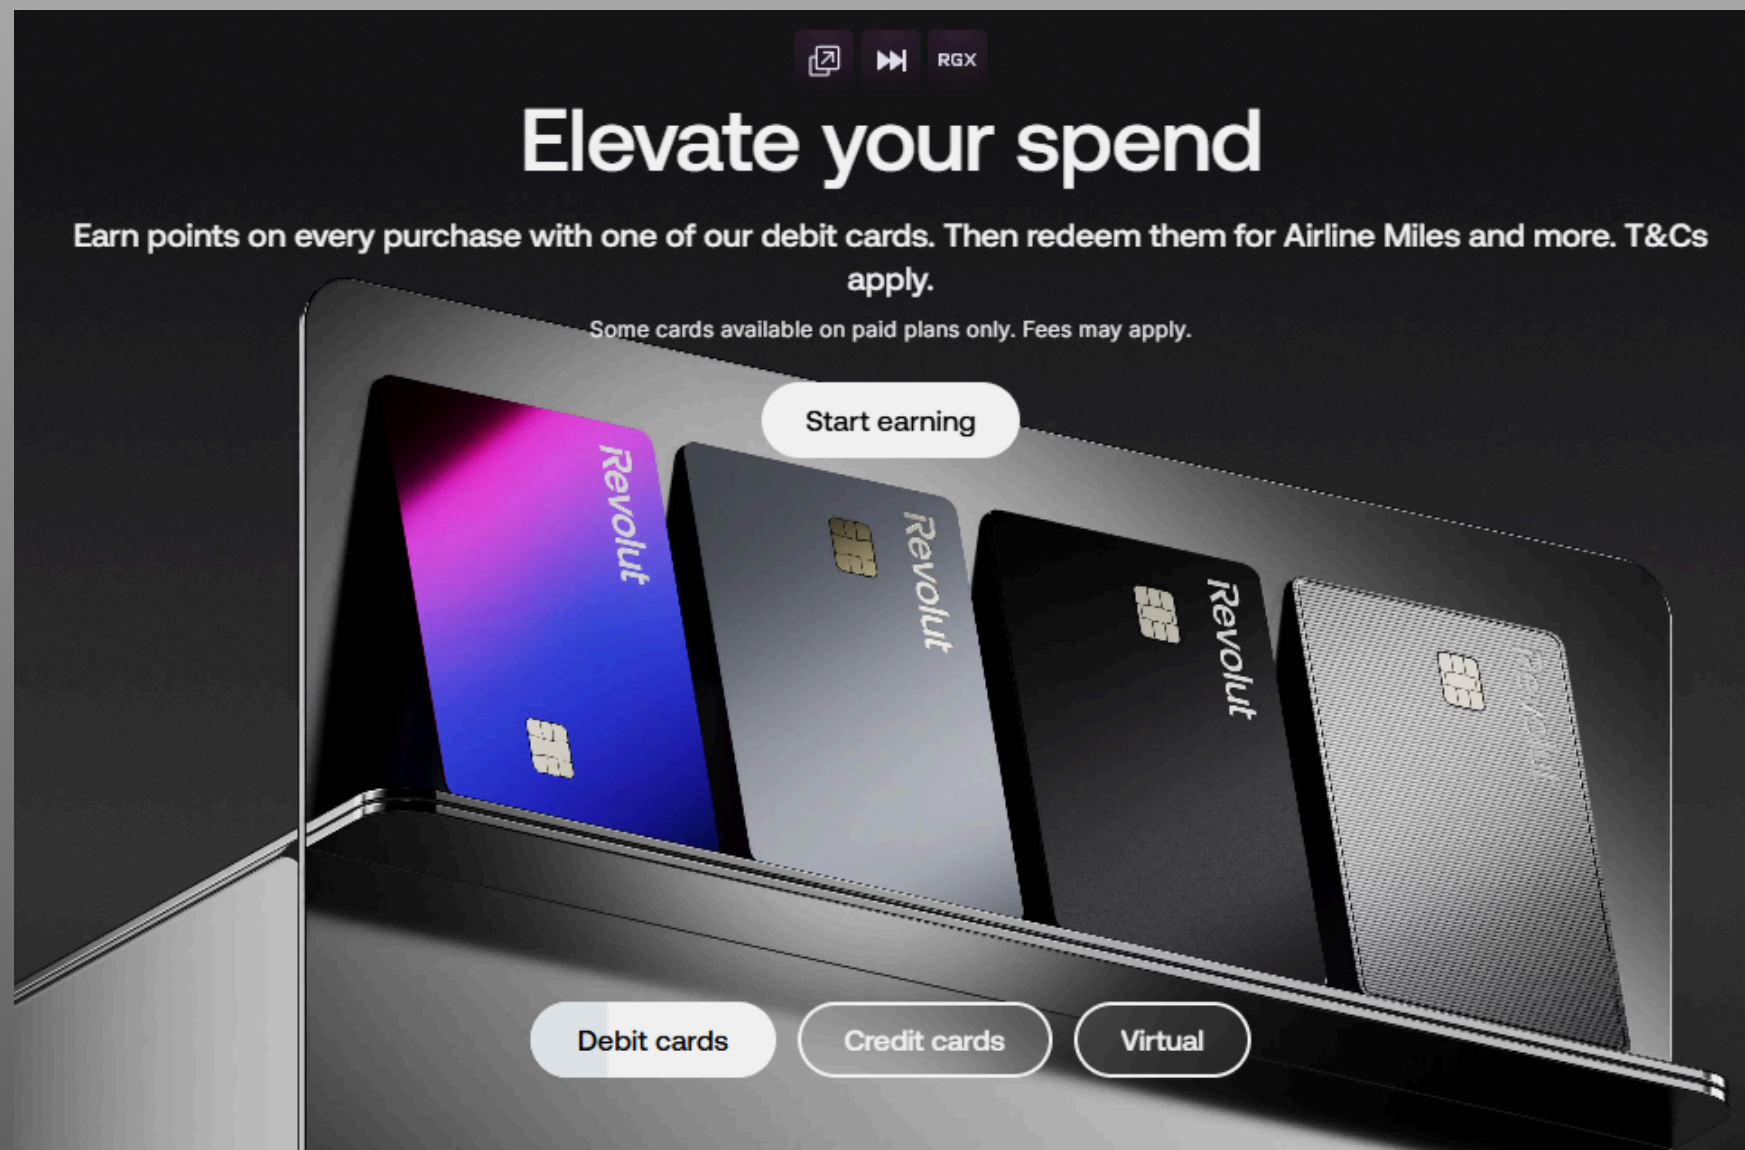 RGX
Elevate your spend
Earn points on every purchase with one of our debit cards. Then redeem them for Airline Miles and more. T&Cs
apply.
Some cards available on paid plans only. Fees may apply.
Start earning
Revolut
Revolut
Revolut
Revolut
Debit cards
Credit cards
Virtual